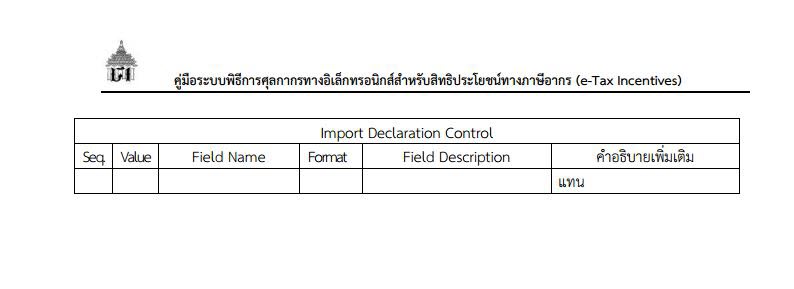 คู่มือระบบพิธีการศุลกากรทางอิเล็กทรอนิกส์สำหรับสิทธิประโยชน์ทางภาษีอากร (e-Tax Incentives)
Import Declaration Control
Seq. Value Field Name Format Field Description คำอธิบายเพิ่มเติม
แทน